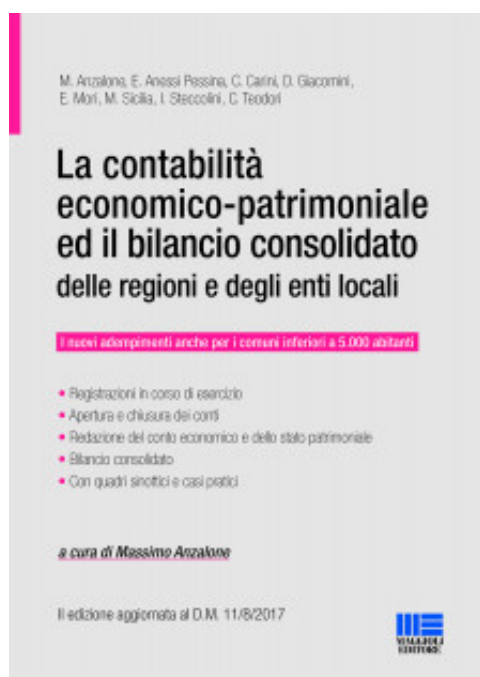 M. Anzalone, E. Anessi Pessina, C. Carini, D. Giacomini,
E. Mori, M. Sicilia, I. Steccolini, C. Teodori
La contabilità
economico-patrimoniale
ed il bilancio consolidato
delle regioni e degli enti locali
I nuovi adempimenti anche per i comuni inferiori a 5.000 abitanti
• Registrazioni in corso di esercizio
• Apertura e chiusura dei conti
• Redazione del conto economico e dello stato patrimoniale
• Bilancio consolidato
• Con quadri sinottici e casi pratici
a cura di Massimo Anzalone
II edizione aggiornata al D.M. 11/8/2017
MAGGIOLI
EDITORE